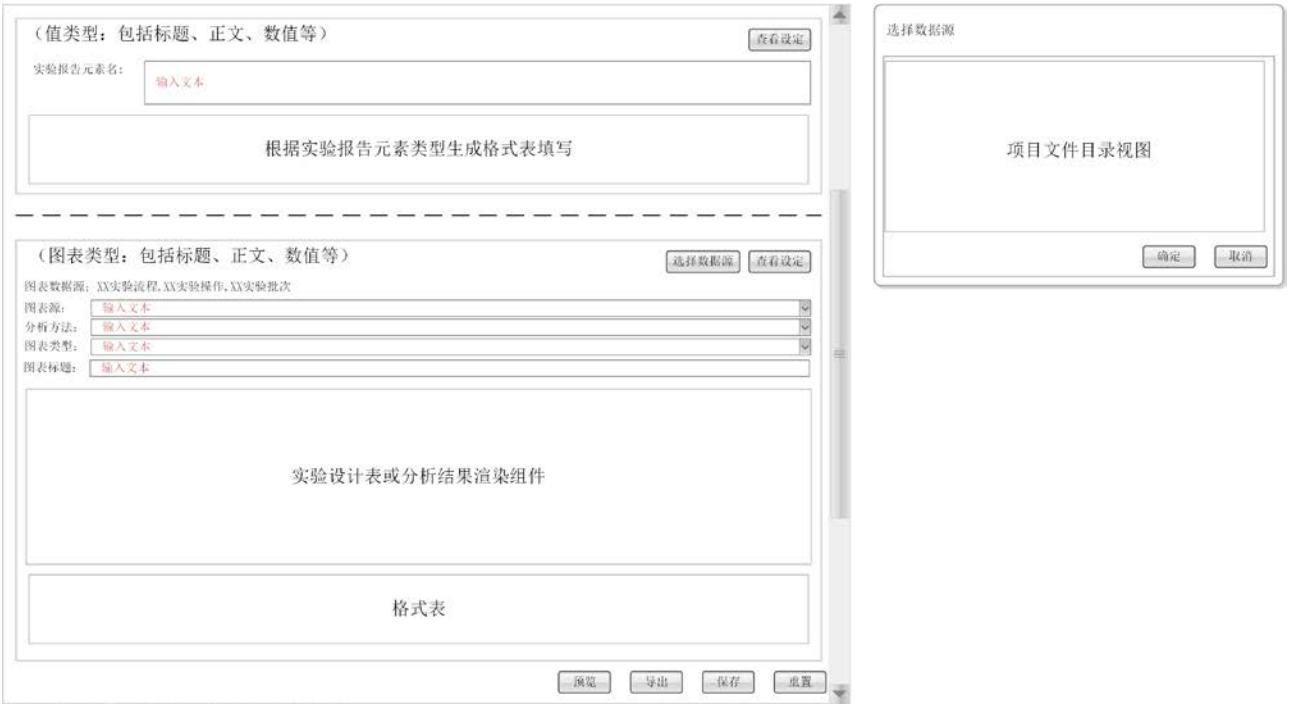 （值类型：包括标题、正文、数值等）
查看设定
实验报告元素名：
输入文本
根据实验报告元素类型生成格式表填写
（图表类型：包括标题、正文、数值等）
选择数据源
查看设定
图表数据源：XX实验流程,XX实验操作,XX实验批次
图表源：
输入文本
分析方法：
输入文本
图表类型：
输入文本
图表标题：
输入文本
实验设计表或分析结果渲染组件
格式表
预览
导出
保存
重置
选择数据源
项目文件目录视图
确定
取消